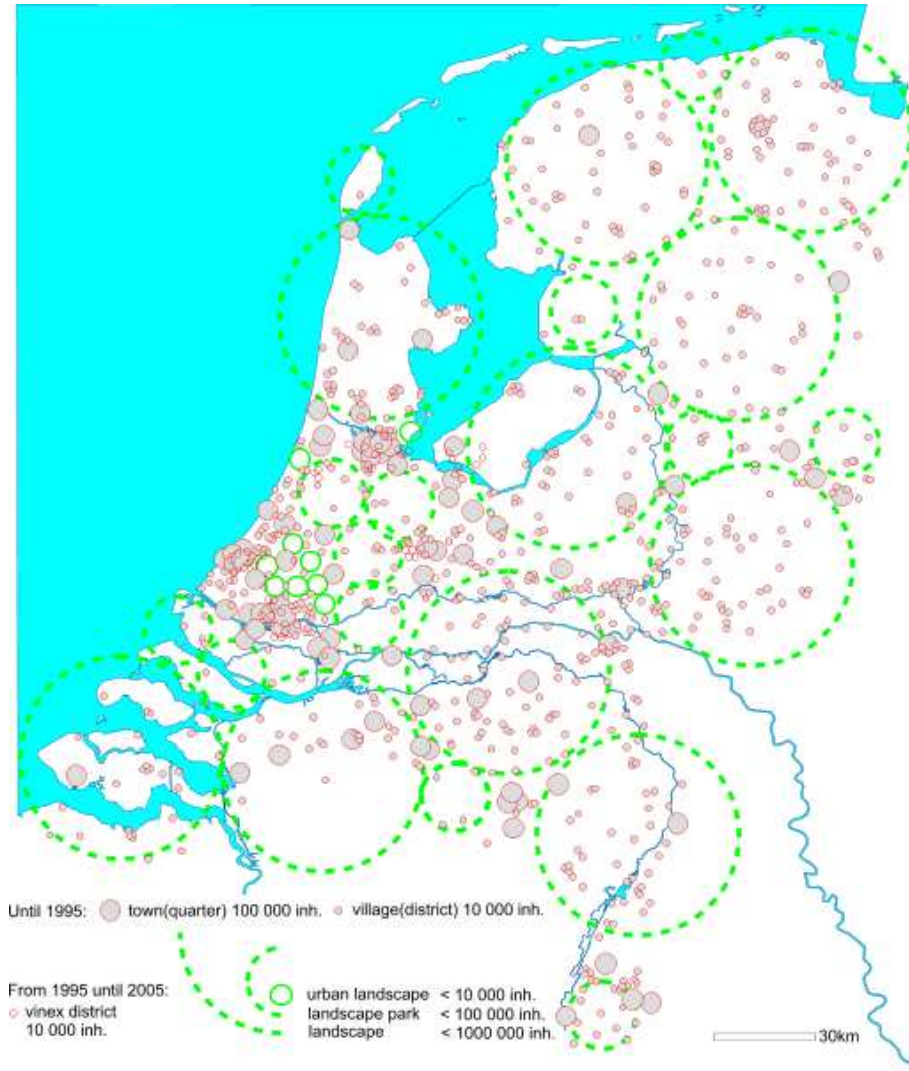 Until 1995: town(quarter) 100 000 inh. village(district) 10 000 inh.
From 1995 until 2005:
vinex district
10 000 inh.
urban landscape < 10 000 inh.
landscape park < 100 000 inh.
landscape < 1000 000 inh.
30km